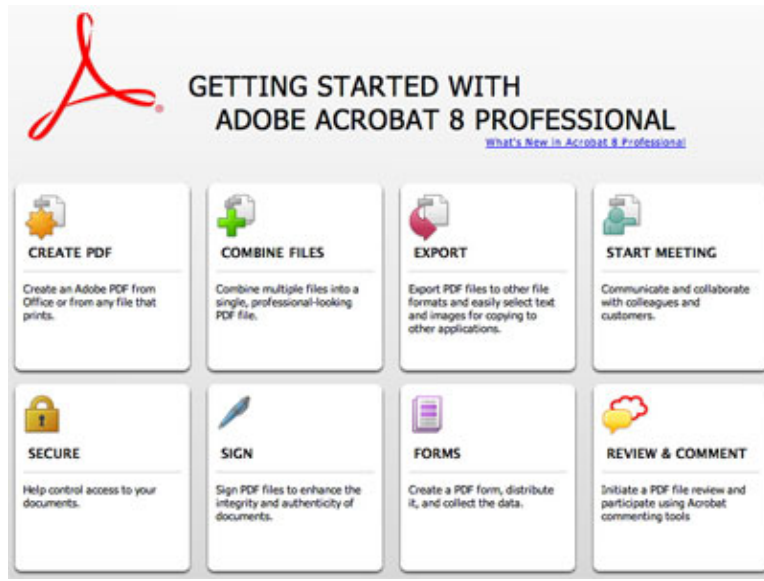 GETTING STARTED WITH
ADOBE ACROBAT 8 PROFESSIONAL
What's New in Acrobat 8 Professional
CREATE PDF
Create an Adobe PDF from
Office or from any file that
prints.
COMBINE FILES
Combine multiple files into a
single, professional-looking
PDF file.
EXPORT
Export PDF files to other file
formats and easily select text
and images for copying to
other applications.
START MEETING
Communicate and collaborate
with colleagues and
customers.
SECURE
Help control access to your
documents.
SIGN
Sign PDF files to enhance the
integrity and authenticity of
documents.
FORMS
Create a PDF form, distribute
it, and collect the data.
REVIEW & COMMENT
Initiate a PDF file review and
participate using Acrobat
commenting tools